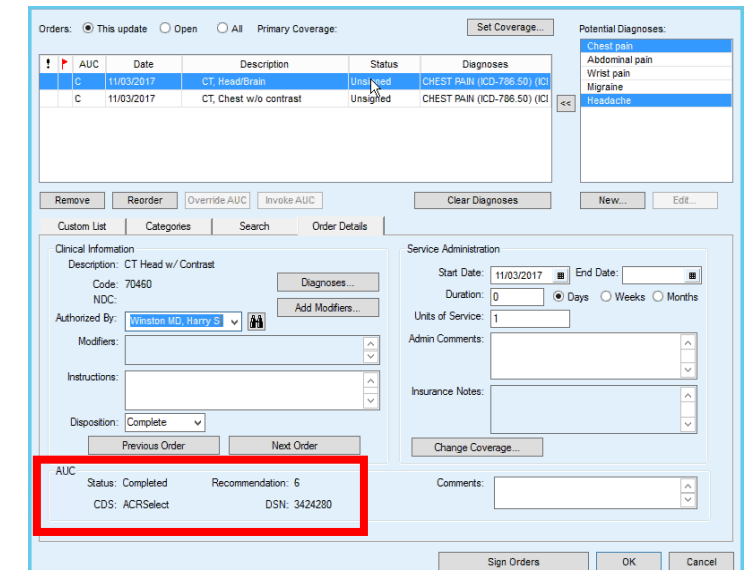 Orders: This update Open All Primary Coverage: Set Coverage... Potential Diagnoses:
! AUC Date Description Status Diagnoses
C 11/03/2017 CT, Head/Brain Unsigned CHEST PAIN (ICD-786.50) (ICI
C 11/03/2017 CT, Chest w/o contrast Unsigned CHEST PAIN (ICD-786.50) (ICI
<<
Chest pain
Abdominal pain
Wrist pain
Migraine
Headache
Remove Reorder Override AUC Invoke AUC Clear Diagnoses New... Edit...
Custom List Categories Search Order Details
Clinical Information
Description: CT Head w/ Contrast
Code: 70460 Diagnoses...
NDC:
Add Modifiers...
Authorized By: Winston MD, Harry S
Modifiers:
Instructions:
Disposition: Complete
Previous Order Next Order
Service Administration
Start Date: 11/03/2017 End Date:
Duration: 0 Days Weeks Months
Units of Service: 1
Admin Comments:
Insurance Notes:
Change Coverage...
AUC
Status: Completed Recommendation: 6
CDS: ACRSelect DSN: 3424280
Comments:
Sign Orders OK Cancel